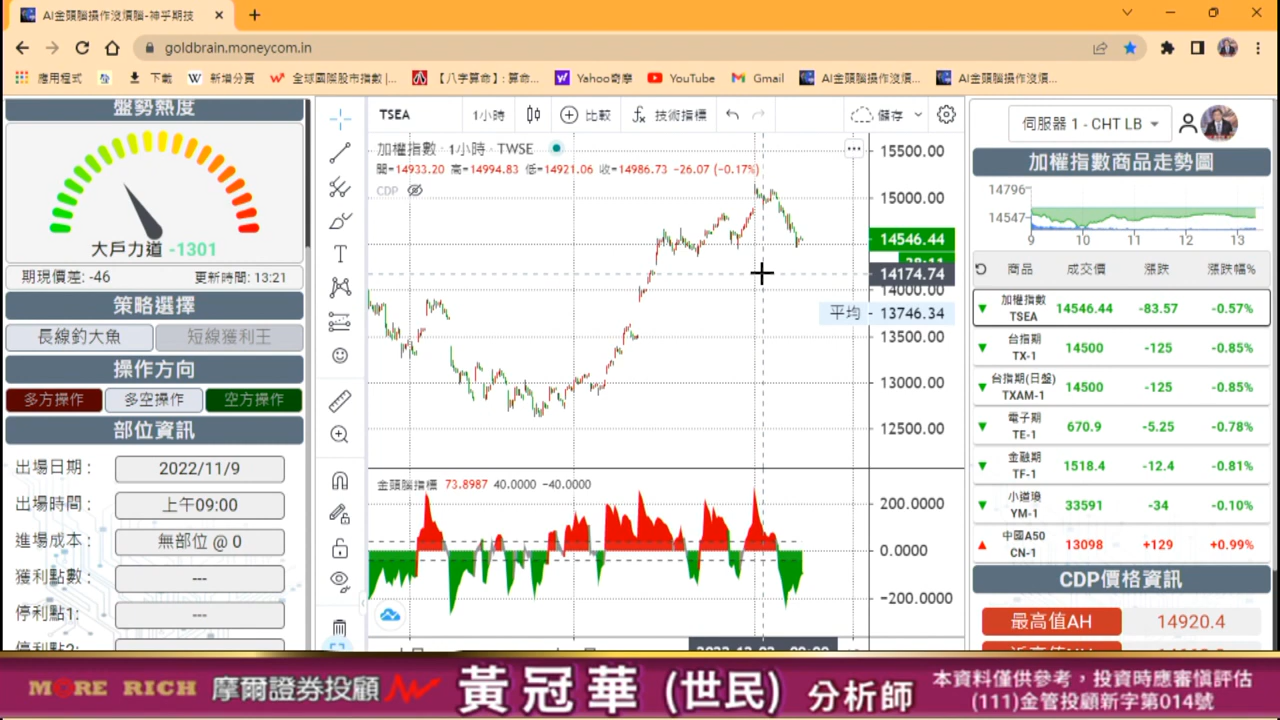 AI金頭腦操作沒煩腦-神乎期技
goldbrain.moneycom.in
應用程式 下載 新增分頁 全球國際股市指數 |... 【八字算命】: 算命... Yahoo奇摩 YouTube Gmail AI金頭腦操作沒煩... AI金頭腦操作沒煩...
盤勢熱度
大戶力道 -1301
期現價差: -46 更新時間: 13:21
策略選擇
長線釣大魚 短線獲利王
操作方向
多方操作 多空操作 空方操作
部位資訊
出場日期 : 2022/11/9
出場時間 : 上午09:00
進場成本 : 無部位 @ 0
獲利點數 : ---
停利點1: ---
TSEA 1小時 比較 技術指標 儲存
加權指數 · 1小時 · TWSE
開=14933.20 高=14994.83 低=14921.06 收=14986.73 -26.07 (-0.17%)
CDP
15500.00
15000.00
14546.44
14174.74
14000.00
平均 13746.34
13500.00
13000.00
12500.00
金頭腦指標 73.8987 40.0000 -40.0000
200.0000
0.0000
-200.0000
伺服器 1 - CHT LB
加權指數商品走勢圖
14796
14547
9 10 11 12 13
商品 成交價 漲跌 漲跌幅%
加權指數 TSEA 14546.44 -83.57 -0.57%
台指期 TX-1 14500 -125 -0.85%
台指期(日盤) TXAM-1 14500 -125 -0.85%
電子期 TE-1 670.9 -5.25 -0.78%
金融期 TF-1 1518.4 -12.4 -0.81%
小道瓊 YM-1 33591 -34 -0.10%
中國A50 CN-1 13098 +129 +0.99%
CDP價格資訊
最高值AH 14920.4
MORE RICH 摩爾證券投顧 黃冠華 (世民) 分析師
本資料僅供參考，投資時應審慎評估
(111)金管投顧新字第014號